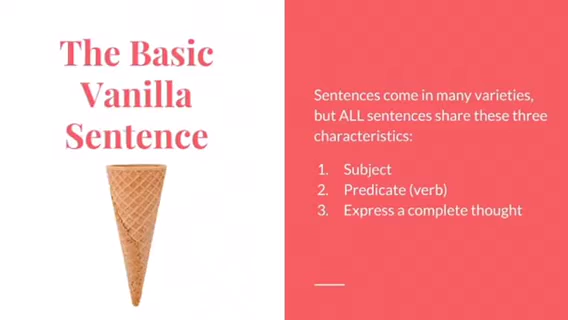 The Basic
Vanilla
Sentence
Sentences come in many varieties,
but ALL sentences share these three
characteristics:
1. Subject
2. Predicate (verb)
3. Express a complete thought